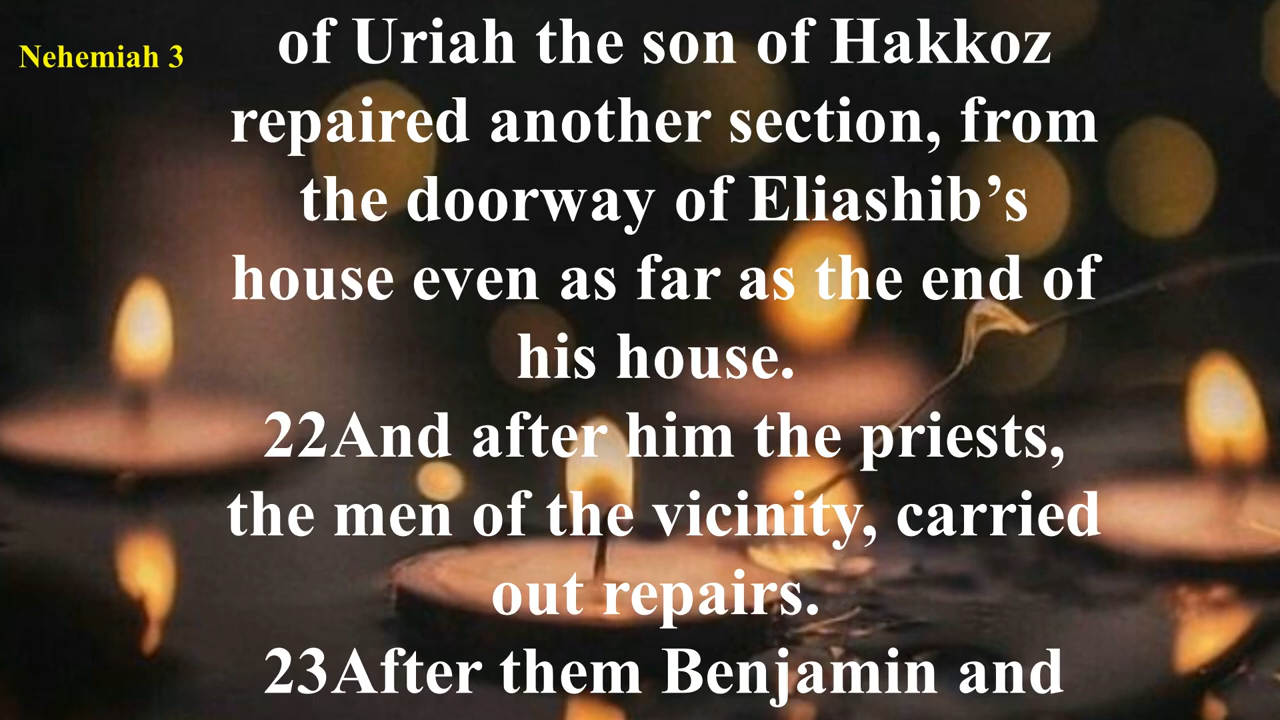 Nehemiah 3
of Uriah the son of Hakkoz
repaired another section, from
the doorway of Eliashib’s
house even as far as the end of
his house.
22And after him the priests,
the men of the vicinity, carried
out repairs.
23After them Benjamin and